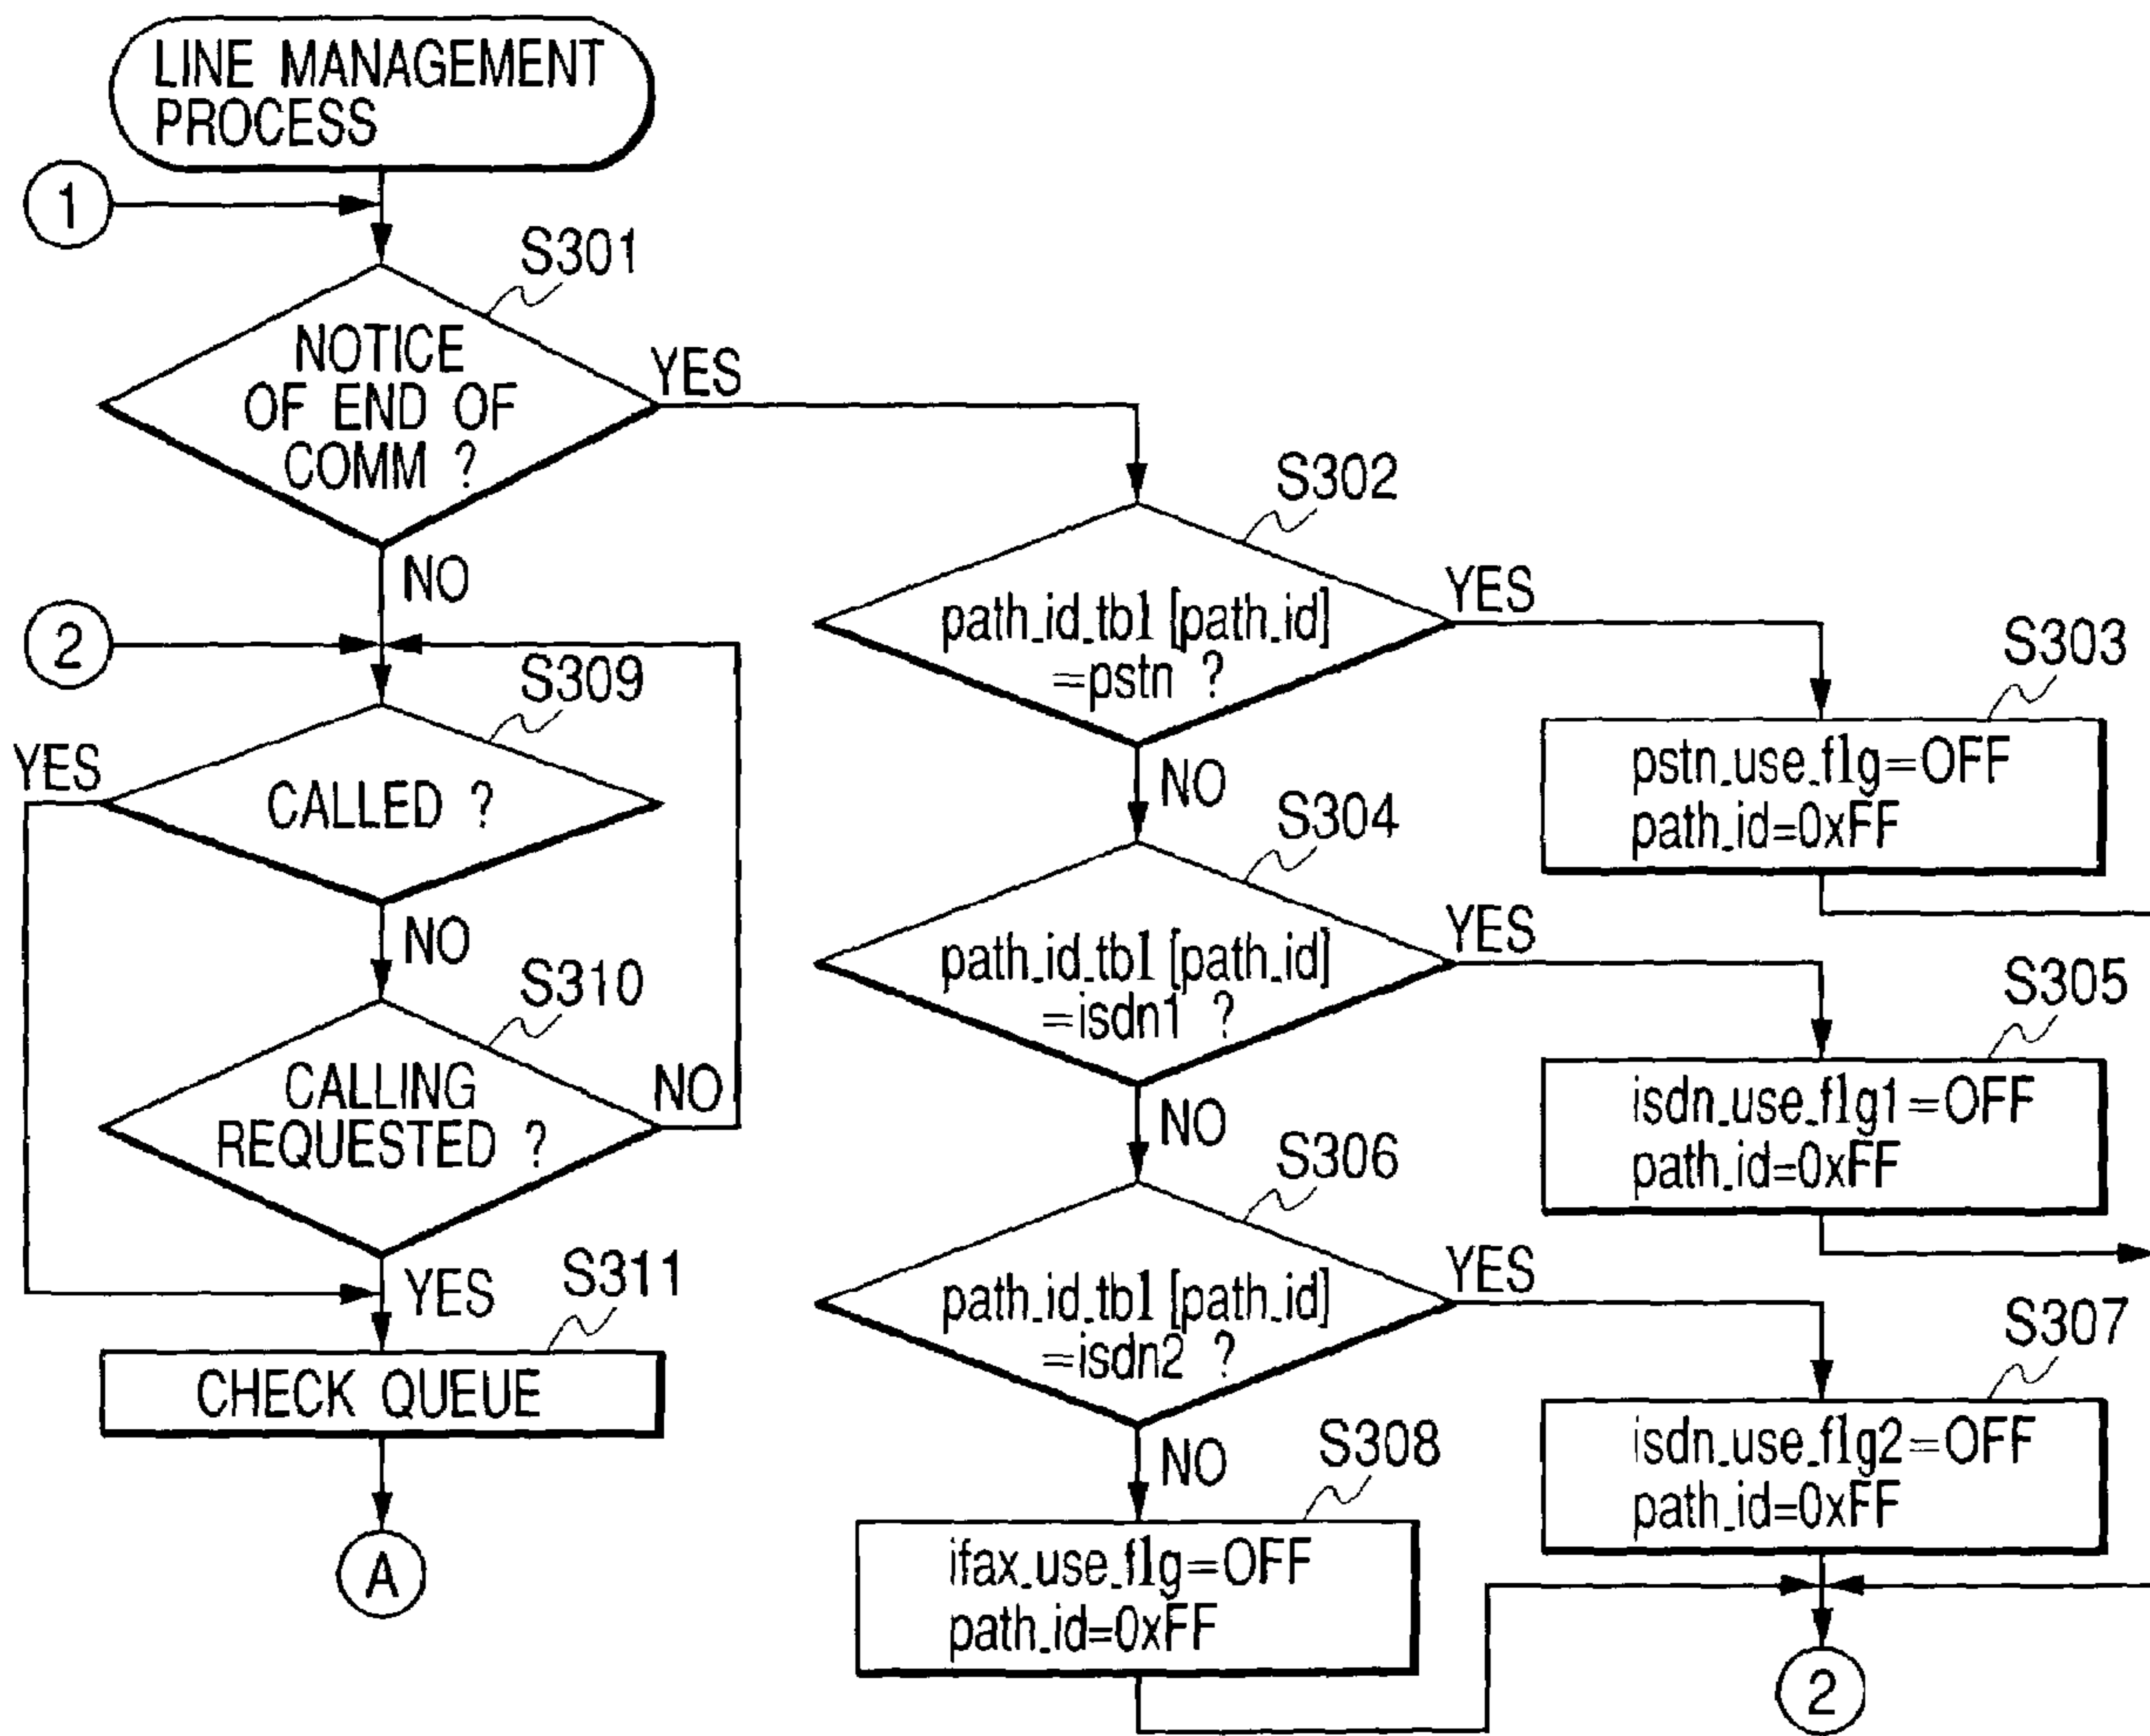 LINE MANAGEMENT
PROCESS
1
S301
NOTICE
OF END OF
COMM ?
YES
NO
2
S309
YES
CALLED ?
NO
S310
CALLING
REQUESTED ?
NO
YES
S311
CHECK QUEUE
A
S302
path_id_tbl [path_id]
=pstn ?
YES
NO
S303
pstn_use_flg=OFF
path_id=0xFF
S304
path_id_tbl [path_id]
=isdn1 ?
YES
NO
S305
isdn_use_flg1=OFF
path_id=0xFF
S306
path_id_tbl [path_id]
=isdn2 ?
YES
NO
S307
isdn_use_flg2=OFF
path_id=0xFF
S308
ifax_use_flg=OFF
path_id=0xFF
2